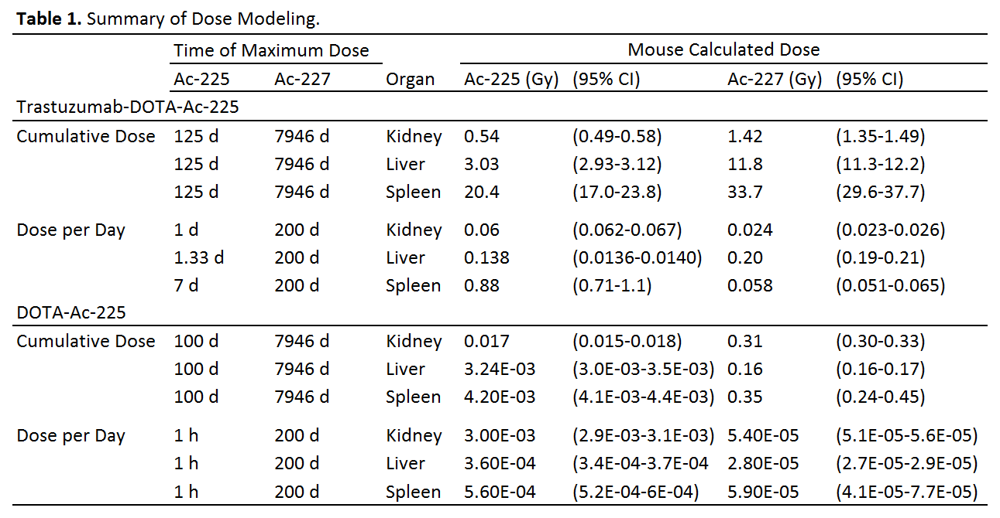 Table 1. Summary of Dose Modeling.
Time of Maximum Dose Mouse Calculated Dose
Ac-225 Ac-227 Organ Ac-225 (Gy) (95% CI) Ac-227 (Gy) (95% CI)
Trastuzumab-DOTA-Ac-225
Cumulative Dose 125 d 7946 d Kidney 0.54 (0.49-0.58) 1.42 (1.35-1.49)
125 d 7946 d Liver 3.03 (2.93-3.12) 11.8 (11.3-12.2)
125 d 7946 d Spleen 20.4 (17.0-23.8) 33.7 (29.6-37.7)
Dose per Day 1 d 200 d Kidney 0.06 (0.062-0.067) 0.024 (0.023-0.026)
1.33 d 200 d Liver 0.138 (0.0136-0.0140) 0.20 (0.19-0.21)
7 d 200 d Spleen 0.88 (0.71-1.1) 0.058 (0.051-0.065)
DOTA-Ac-225
Cumulative Dose 100 d 7946 d Kidney 0.017 (0.015-0.018) 0.31 (0.30-0.33)
100 d 7946 d Liver 3.24E-03 (3.0E-03-3.5E-03) 0.16 (0.16-0.17)
100 d 7946 d Spleen 4.20E-03 (4.1E-03-4.4E-03) 0.35 (0.24-0.45)
Dose per Day 1 h 200 d Kidney 3.00E-03 (2.9E-03-3.1E-03) 5.40E-05 (5.1E-05-5.6E-05)
1 h 200 d Liver 3.60E-04 (3.4E-04-3.7E-04 2.80E-05 (2.7E-05-2.9E-05)
1 h 200 d Spleen 5.60E-04 (5.2E-04-6E-04) 5.90E-05 (4.1E-05-7.7E-05)